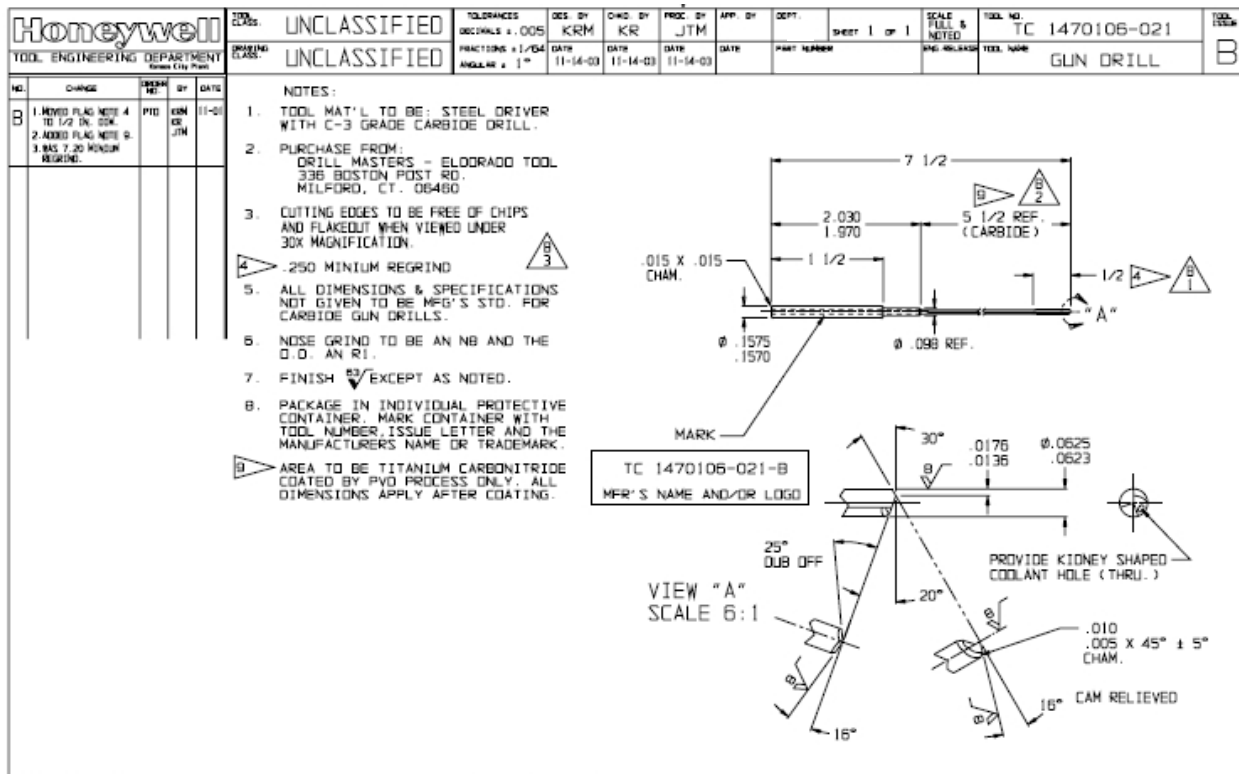 Honeywell
TOOL ENGINEERING DEPARTMENT
Kansas City Plant
TOOL CLASS. UNCLASSIFIED
DRAWING CLASS. UNCLASSIFIED
TOLERANCES
DECIMALS ± .005
FRACTIONS ± 1/64
ANGULAR ± 1°
DES. BY KRM
DATE 11-14-03
CHKD. BY KR
DATE 11-14-03
PROC. BY JTM
DATE 11-14-03
APP. BY
DATE
DEPT.
SHEET 1 OF 1
PART NUMBER
SCALE FULL & NOTED
ENG. RELEASE
TOOL NO. TC 1470106-021
TOOL NAME GUN DRILL
TOOL ISSUE B
NO. CHANGE ORDER NO. BY DATE
B 1. MOVED FLAG NOTE 4 PTO KRM
TO 1/2 IN. DIM. KR
2. ADDED FLAG NOTE 9. JTM
3. WAS 7.20 MINIUM
REGRIND.
NOTES:
1. TOOL MAT'L TO BE: STEEL DRIVER
WITH C-3 GRADE CARBIDE DRILL.
2. PURCHASE FROM:
DRILL MASTERS - ELDORADO TOOL
336 BOSTON POST RD.
MILFORD, CT. 06460
3. CUTTING EDGES TO BE FREE OF CHIPS
AND FLAKEOUT WHEN VIEWED UNDER
30X MAGNIFICATION.
4 .250 MINIUM REGRIND
B
3
5. ALL DIMENSIONS & SPECIFICATIONS
NOT GIVEN TO BE MFG'S STD. FOR
CARBIDE GUN DRILLS.
6. NOSE GRIND TO BE AN N8 AND THE
O.D. AN R1.
7. FINISH 63 EXCEPT AS NOTED.
8. PACKAGE IN INDIVIDUAL PROTECTIVE
CONTAINER. MARK CONTAINER WITH
TOOL NUMBER, ISSUE LETTER AND THE
MANUFACTURERS NAME OR TRADEMARK.
9 AREA TO BE TITANIUM CARBONITRIDE
COATED BY PVD PROCESS ONLY. ALL
DIMENSIONS APPLY AFTER COATING.
7 1/2
9
B
2
2.030
1.970
5 1/2 REF.
(CARBIDE)
1 1/2
.015 X .015
CHAM.
1/2 4
B
1
"A"
Ø .1575
.1570
Ø .098 REF.
MARK
TC 1470106-021-B
MFR'S NAME AND/OR LOGO
30°
8
.0176
.0136
Ø.0625
.0623
25°
DUB OFF
PROVIDE KIDNEY SHAPED
COOLANT HOLE (THRU.)
VIEW "A"
SCALE 6:1
20°
8
.010
.005 X 45° ± 5°
CHAM.
8
8
16°
CAM RELIEVED
16°